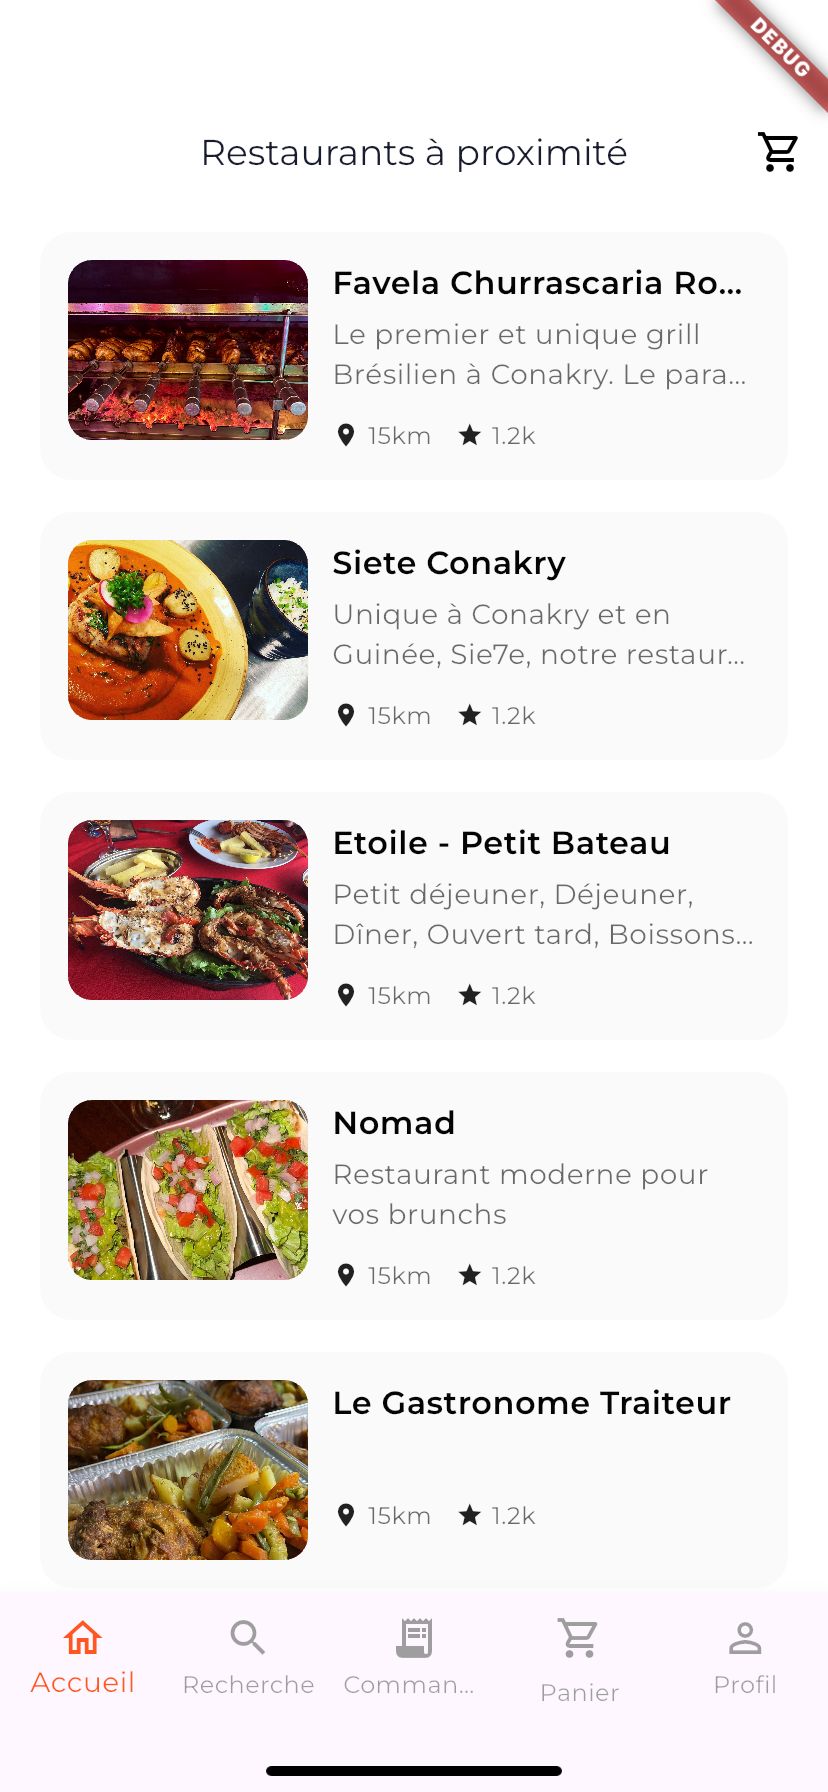 DEBUG
Restaurants à proximité
Favela Churrascaria Ro...
Le premier et unique grill
Brésilien à Conakry. Le para...
15km 1.2k
Siete Conakry
Unique à Conakry et en
Guinée, Sie7e, notre restaur...
15km 1.2k
Etoile - Petit Bateau
Petit déjeuner, Déjeuner,
Dîner, Ouvert tard, Boissons...
15km 1.2k
Nomad
Restaurant moderne pour
vos brunchs
15km 1.2k
Le Gastronome Traiteur
15km 1.2k
Accueil Recherche Comman... Panier Profil